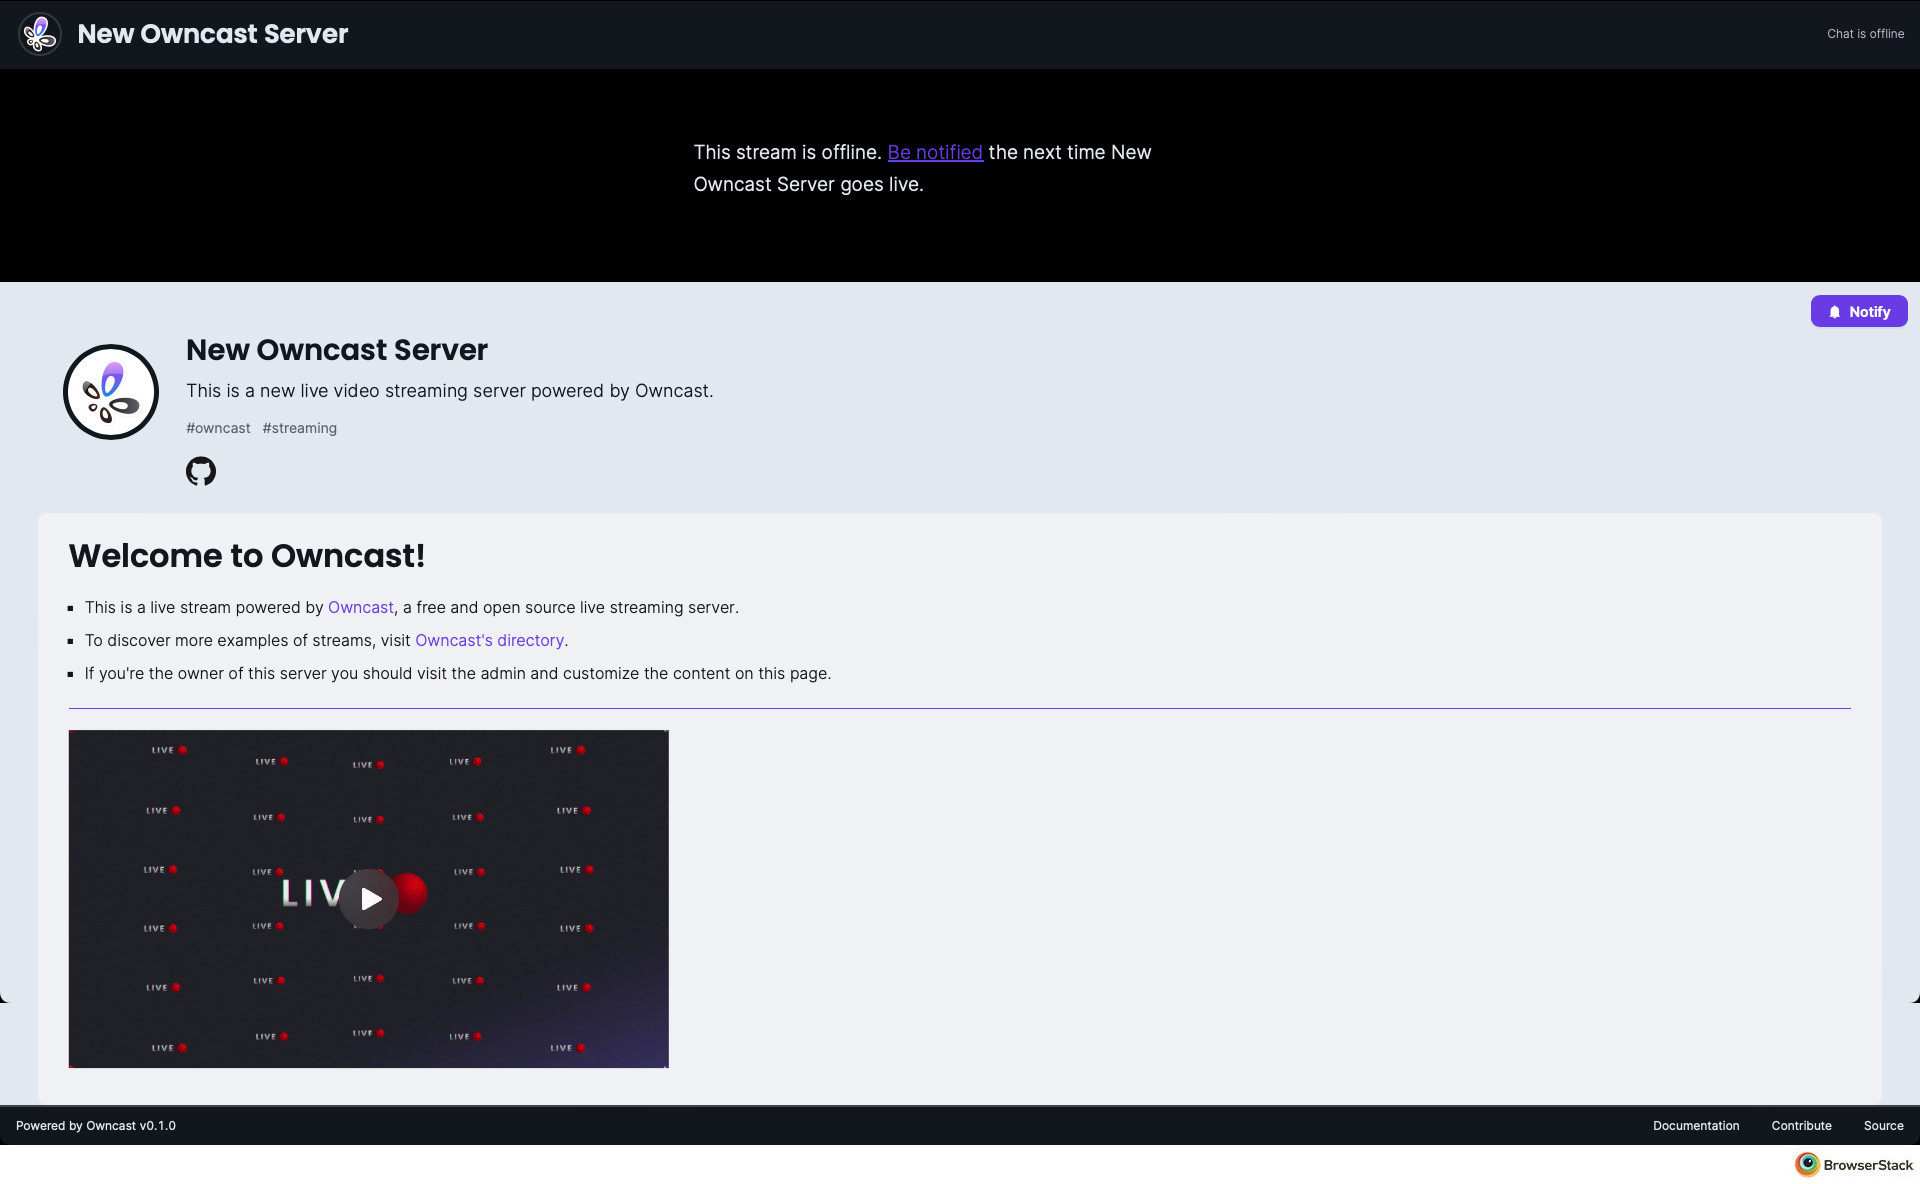 New Owncast Server
Chat is offline
This stream is offline. Be notified the next time New
Owncast Server goes live.
Notify
New Owncast Server
This is a new live video streaming server powered by Owncast.
#owncast #streaming
Welcome to Owncast!
This is a live stream powered by Owncast, a free and open source live streaming server.
To discover more examples of streams, visit Owncast's directory.
If you're the owner of this server you should visit the admin and customize the content on this page.
LIVE LIVE LIVE LIVE LIVE
LIVE LIVE LIVE LIVE LIVE
LIVE LIVE LIVE LIVE
LIV
LIVE LIVE LIVE LIVE
LIVE LIVE LIVE LIVE LIVE
LIVE LIVE LIVE LIVE LIVE
Powered by Owncast v0.1.0
Documentation Contribute Source
BrowserStack